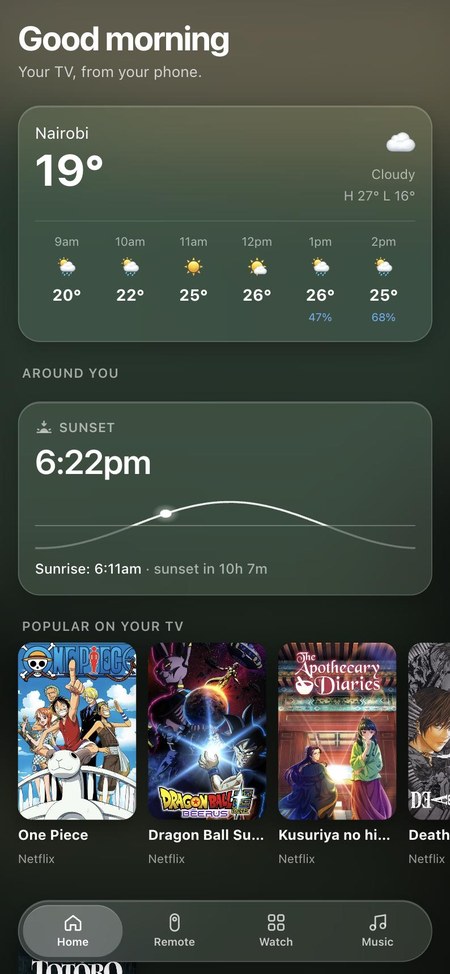 Good morning
Your TV, from your phone.
Nairobi
19°
Cloudy
H 27° L 16°
9am 10am 11am 12pm 1pm 2pm
20° 22° 25° 26° 26° 25°
47% 68%
AROUND YOU
SUNSET
6:22pm
Sunrise: 6:11am · sunset in 10h 7m
POPULAR ON YOUR TV
ONE PIECE
The
Apothecary
Diaries
DRAGON BALL
BEERUS
One Piece Dragon Ball Su... Kusuriya no hi... Death
Netflix Netflix Netflix Netflix
Home Remote Watch Music
TOTORO